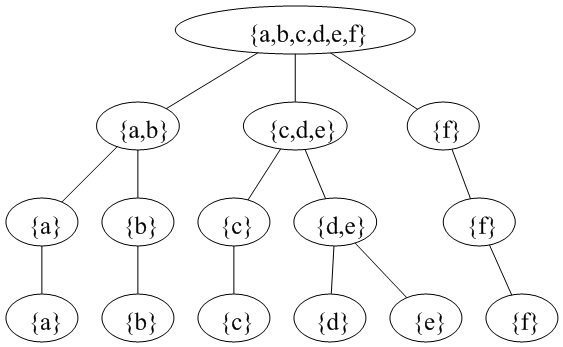 {a,b,c,d,e,f}
{a,b} {c,d,e} {f}
{a} {b} {c} {d,e} {f}
{a} {b} {c} {d} {e} {f}